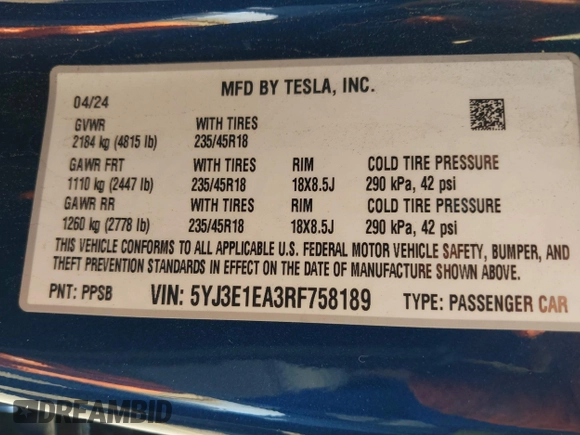 MFD BY TESLA, INC.
04/24
GVWR WITH TIRES
2184 kg (4815 lb) 235/45R18
GAWR FRT WITH TIRES RIM COLD TIRE PRESSURE
1110 kg (2447 lb) 235/45R18 18X8.5J 290 kPa, 42 psi
GAWR RR WITH TIRES RIM COLD TIRE PRESSURE
1260 kg (2778 lb) 235/45R18 18X8.5J 290 kPa, 42 psi
THIS VEHICLE CONFORMS TO ALL APPLICABLE U.S. FEDERAL MOTOR VEHICLE SAFETY, BUMPER, AND
THEFT PREVENTION STANDARDS IN EFFECT ON THE DATE OF MANUFACTURE SHOWN ABOVE.
PNT: PPSB VIN: 5YJ3E1EA3RF758189 TYPE: PASSENGER CAR
DREAMBID